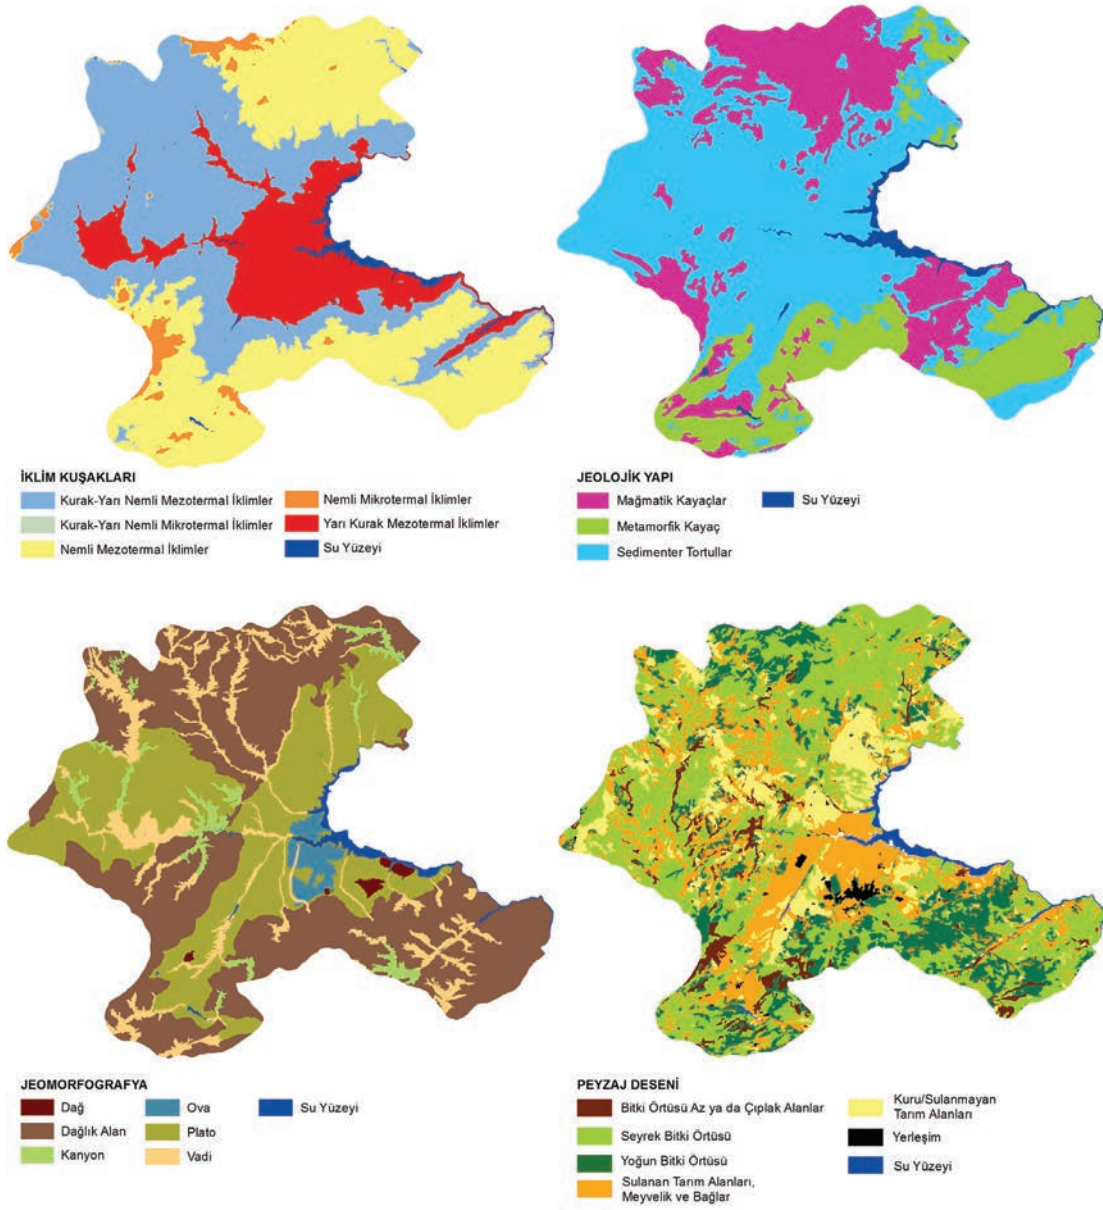 İKLİM KUŞAKLARI
Kurak-Yarı Nemli Mezotermal İklimler
Kurak-Yarı Nemli Mikrotermal İklimler
Nemli Mezotermal İklimler
Nemli Mikrotermal İklimler
Yarı Kurak Mezotermal İklimler
Su Yüzeyi
JEOLOJİK YAPI
Mağmatik Kayaçlar
Metamorfik Kayaç
Sedimenter Tortullar
Su Yüzeyi
JEOMORFOGRAFYA
Dağ
Dağlık Alan
Kanyon
Ova
Plato
Vadi
Su Yüzeyi
PEYZAJ DESENİ
Bitki Örtüsü Az ya da Çıplak Alanlar
Seyrek Bitki Örtüsü
Yoğun Bitki Örtüsü
Sulanan Tarım Alanları,
Meyvelik ve Bağlar
Kuru/Sulanmayan
Tarım Alanları
Yerleşim
Su Yüzeyi